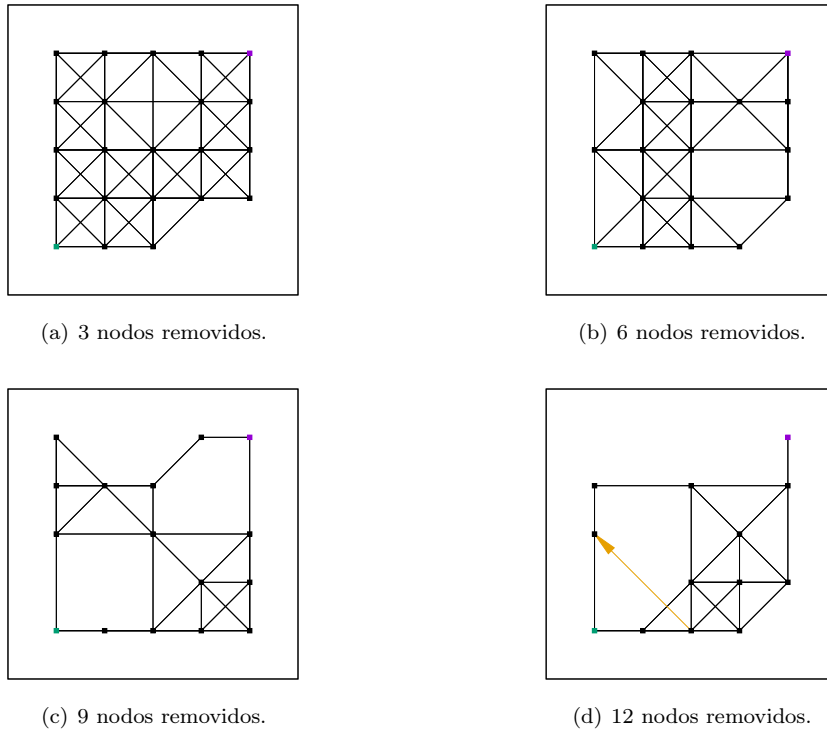 (a) 3 nodos removidos.
(b) 6 nodos removidos.
(c) 9 nodos removidos.
(d) 12 nodos removidos.